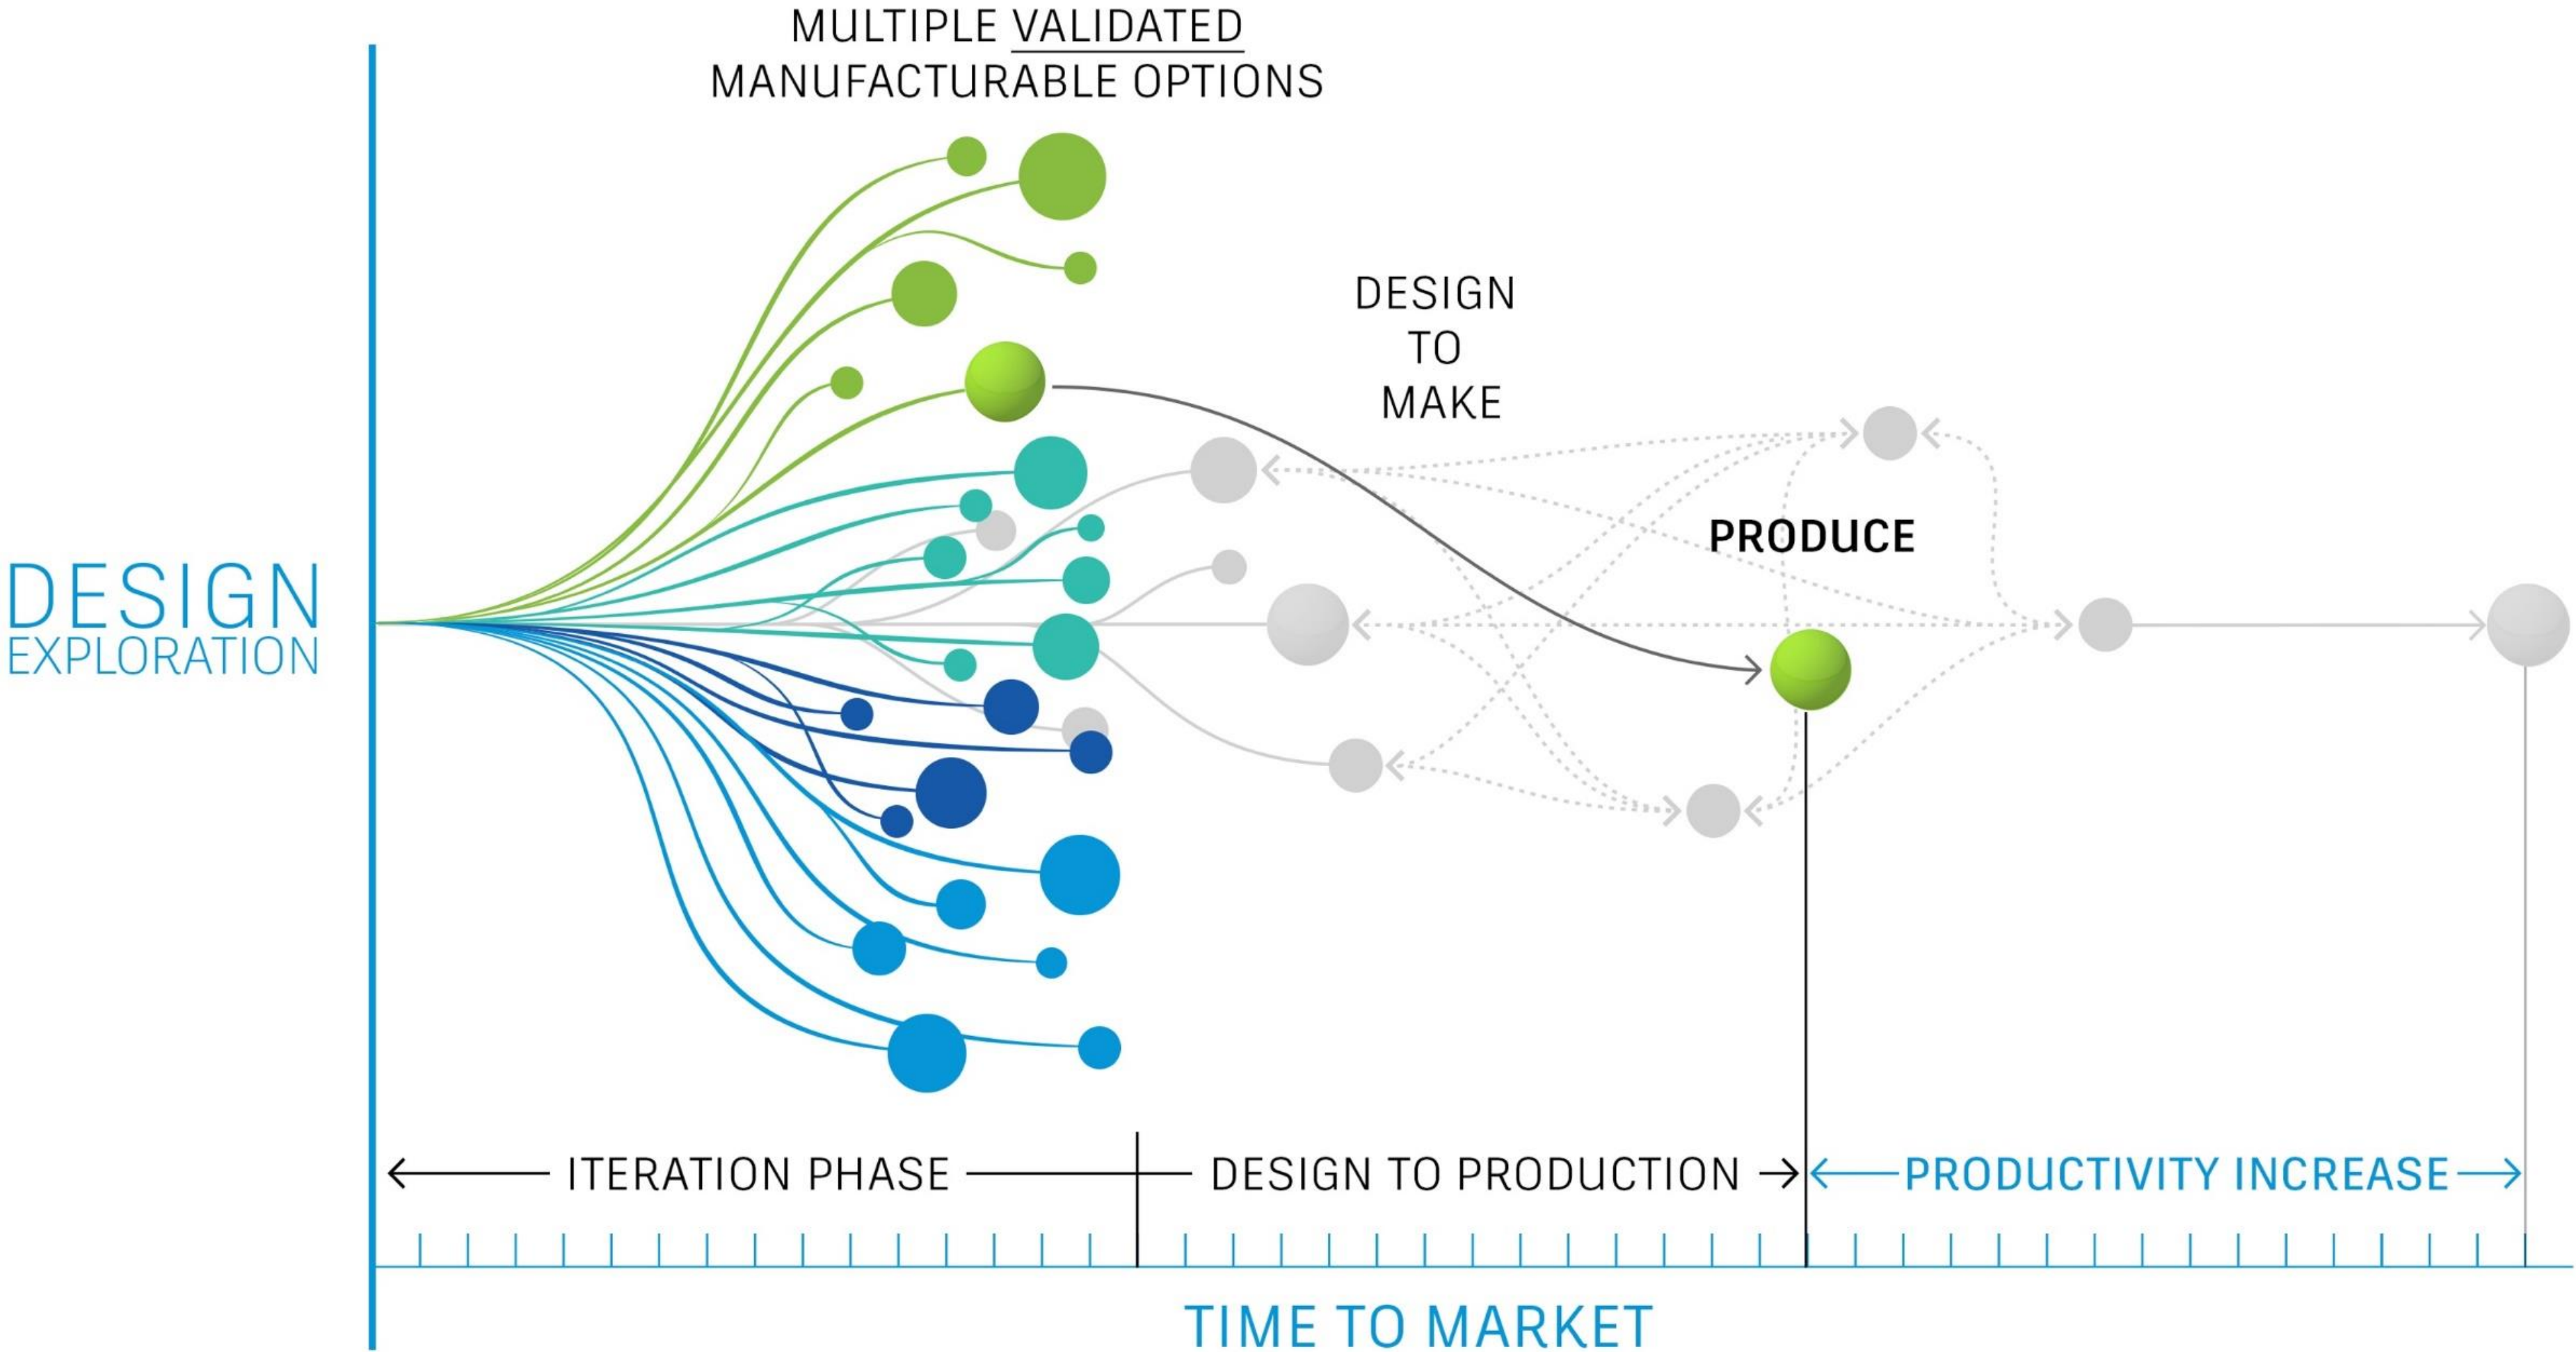 MULTIPLE VALIDATED
MANUFACTURABLE OPTIONS
DESIGN
TO
MAKE
PRODUCE
DESIGN
EXPLORATION
ITERATION PHASE
DESIGN TO PRODUCTION
PRODUCTIVITY INCREASE
TIME TO MARKET